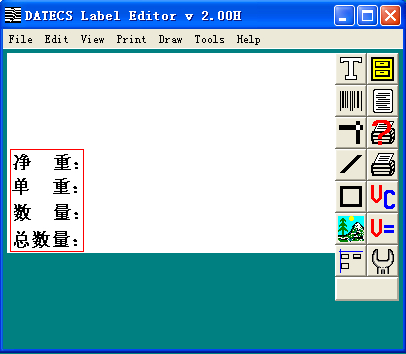 DATECS Label Editor v 2.00H
File Edit View Print Draw Tools Help
T
?
VC
V=
净 重:
单 重:
数 量:
总数量: